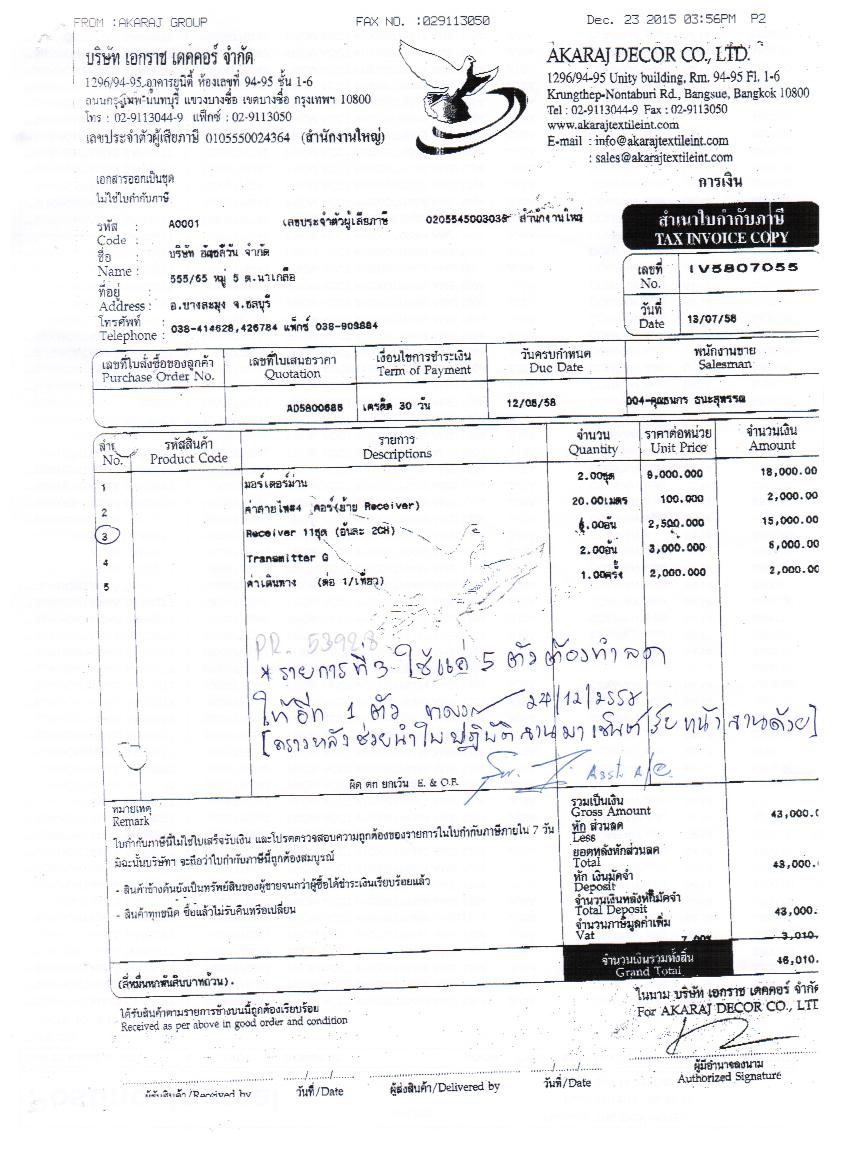 FROM :AKARAJ GROUP FAX NO. :029113050 Dec. 23 2015 03:56PM P2
บริษัท เอกราช เดคคอร์ จำกัด
1296/94-95 อาคารยูนิตี้ ห้องเลขที่ 94-95 ชั้น 1-6
ถนนกรุงเทพ-นนทบุรี แขวงบางซื่อ เขตบางซื่อ กรุงเทพฯ 10800
โทร : 02-9113044-9 แฟ็กซ์ : 02-9113050
เลขประจำตัวผู้เสียภาษี 0105550024364 (สำนักงานใหญ่)
AKARAJ DECOR CO., LTD.
1296/94-95 Unity building, Rm. 94-95 Fl. 1-6
Krungthep-Nontaburi Rd., Bangsue, Bangkok 10800
Tel : 02-9113044-9 Fax : 02-9113050
www.akarajtextileint.com
E-mail : info@akarajtextileint.com
: sales@akarajtextileint.com
เอกสารออกเป็นชุด
ไม่ใช่ใบกำกับภาษี
การเงิน
สำเนาใบกำกับภาษี
TAX INVOICE COPY
รหัส : A0001 เลขประจำตัวผู้เสียภาษี 0205545003038 สำนักงานใหญ่
Code :
ชื่อ บริษัท จำกัด
Name :
555/65 หมู่ 5 ต.นาเกลือ
ที่อยู่
Address : อ.บางละมุง จ.ชลบุรี
โทรศัพท์ : 038-414628,426784 แฟ็กซ์ 038-903884
Telephone :
เลขที่ IV5807055
No.
วันที่ 13/07/58
Date
เลขที่ใบสั่งซื้อของลูกค้า เลขที่ใบเสนอราคา เงื่อนไขการชำระเงิน วันครบกำหนด พนักงานขาย
Purchase Order No. Quotation Term of Payment Due Date Salesman
AD5800685 เครดิต 30 วัน 12/08/58 004-คุณธนกร ธนะสุพรรณ
ลำดับ รหัสสินค้า รายการ จำนวน ราคาต่อหน่วย จำนวนเงิน
No. Product Code Descriptions Quantity Unit Price Amount
1 มอร์เตอร์ม่าน 2.00ชุด 9,000.000 18,000.00
2 ค่าสายไฟ#4 คอร์(ย้าย Receiver) 20.00เมตร 100.000 2,000.00
3 Receiver 11ชุด (อันละ 2CH) 6.00อัน 2,500.000 15,000.00
4 Transmitter G 2.00อัน 3,000.000 6,000.00
5 ค่าเดินทาง (ต่อ 1/เที่ยว) 1.00ครั้ง 2,000.000 2,000.00
PR. 53928
* รายการที่ 3 ใช้แค่ 5 ตัว ต้องทำลด
ให้อีก 1 ตัว 24/12/2558
[คราวหลังช่วยนำใบปฏิบัติงานมาเซ็นต์ หน้างานด้วย]
Asst. A/C.
ผิด ตก ยกเว้น E. & O.E.
หมายเหตุ
Remark
ใบกำกับภาษีนี้ไม่ใช่ใบเสร็จรับเงิน และโปรดตรวจสอบความถูกต้องของรายการในใบกำกับภาษีภายใน 7 วัน
มิฉะนั้นบริษัทฯ จะถือว่าใบกำกับภาษีนี้ถูกต้องสมบูรณ์
- สินค้าข้างต้นยังเป็นทรัพย์สินของผู้ขายจนกว่าผู้ซื้อได้ชำระเงินเรียบร้อยแล้ว
- สินค้าทุกชนิด ซื้อแล้วไม่รับคืนหรือเปลี่ยน
รวมเป็นเงิน
Gross Amount 43,000.0
หัก ส่วนลด
Less
ยอดหลังหักส่วนลด
Total 43,000.
หัก เงินมัดจำ
Deposit
จำนวนเงินหลังหักมัดจำ
Total Deposit 43,000.
จำนวนภาษีมูลค่าเพิ่ม
Vat 7.00% 3,010.
จำนวนเงินรวมทั้งสิ้น 46,010.
Grand Total
(สี่หมื่นหกพันสิบบาทถ้วน).
ได้รับสินค้าตามรายการข้างบนนี้ถูกต้องเรียบร้อย
Received as per above in good order and condition
ในนาม บริษัท เอกราช เดคคอร์ จำกัด
For AKARAJ DECOR CO., LTD
ผู้รับสินค้า/Received by วันที่/Date ผู้ส่งสินค้า/Delivered by วันที่/Date
ผู้มีอำนาจลงนาม
Authorized Signature